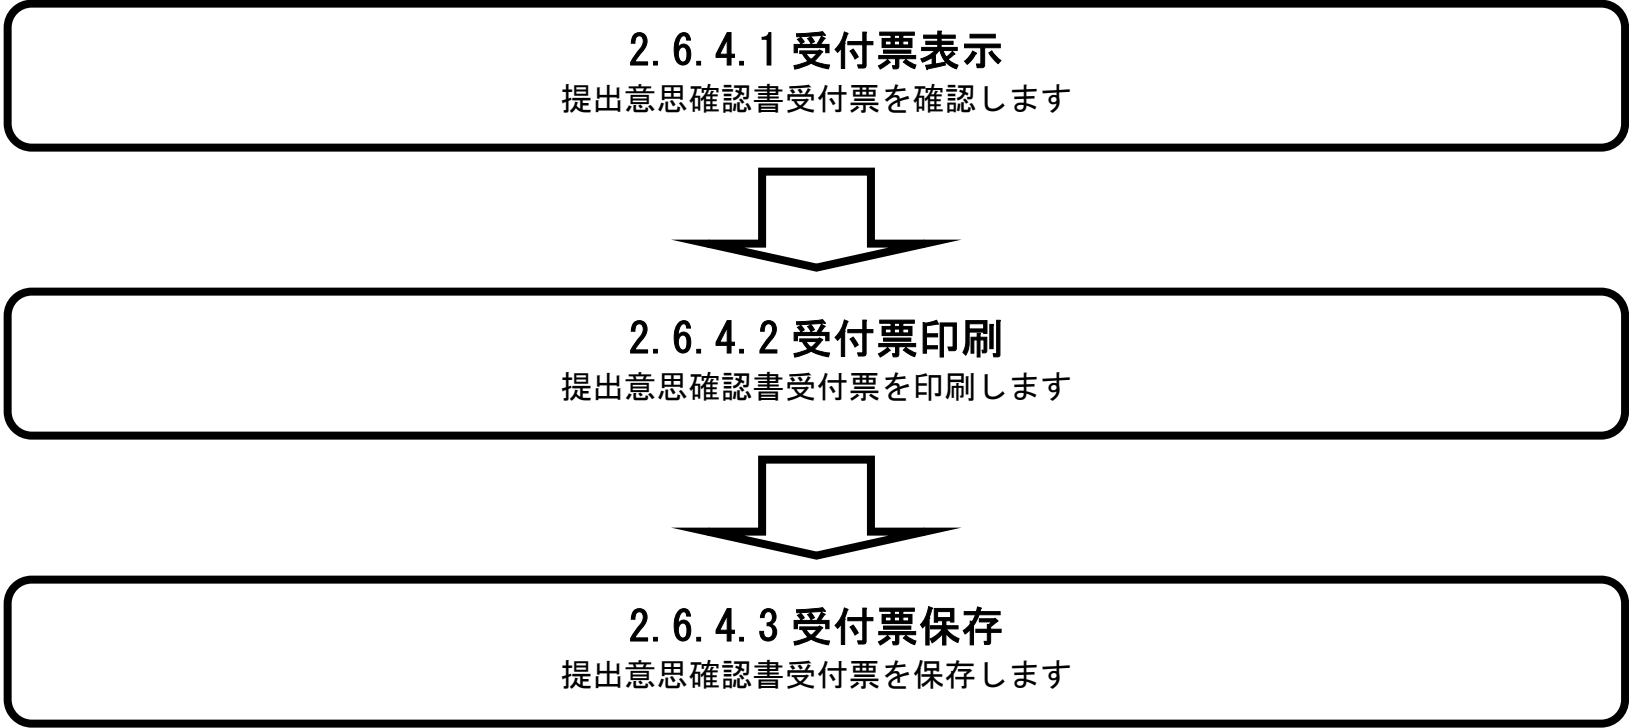 2.6.4.1 受付票表示
提出意思確認書受付票を確認します
2.6.4.2 受付票印刷
提出意思確認書受付票を印刷します
2.6.4.3 受付票保存
提出意思確認書受付票を保存します